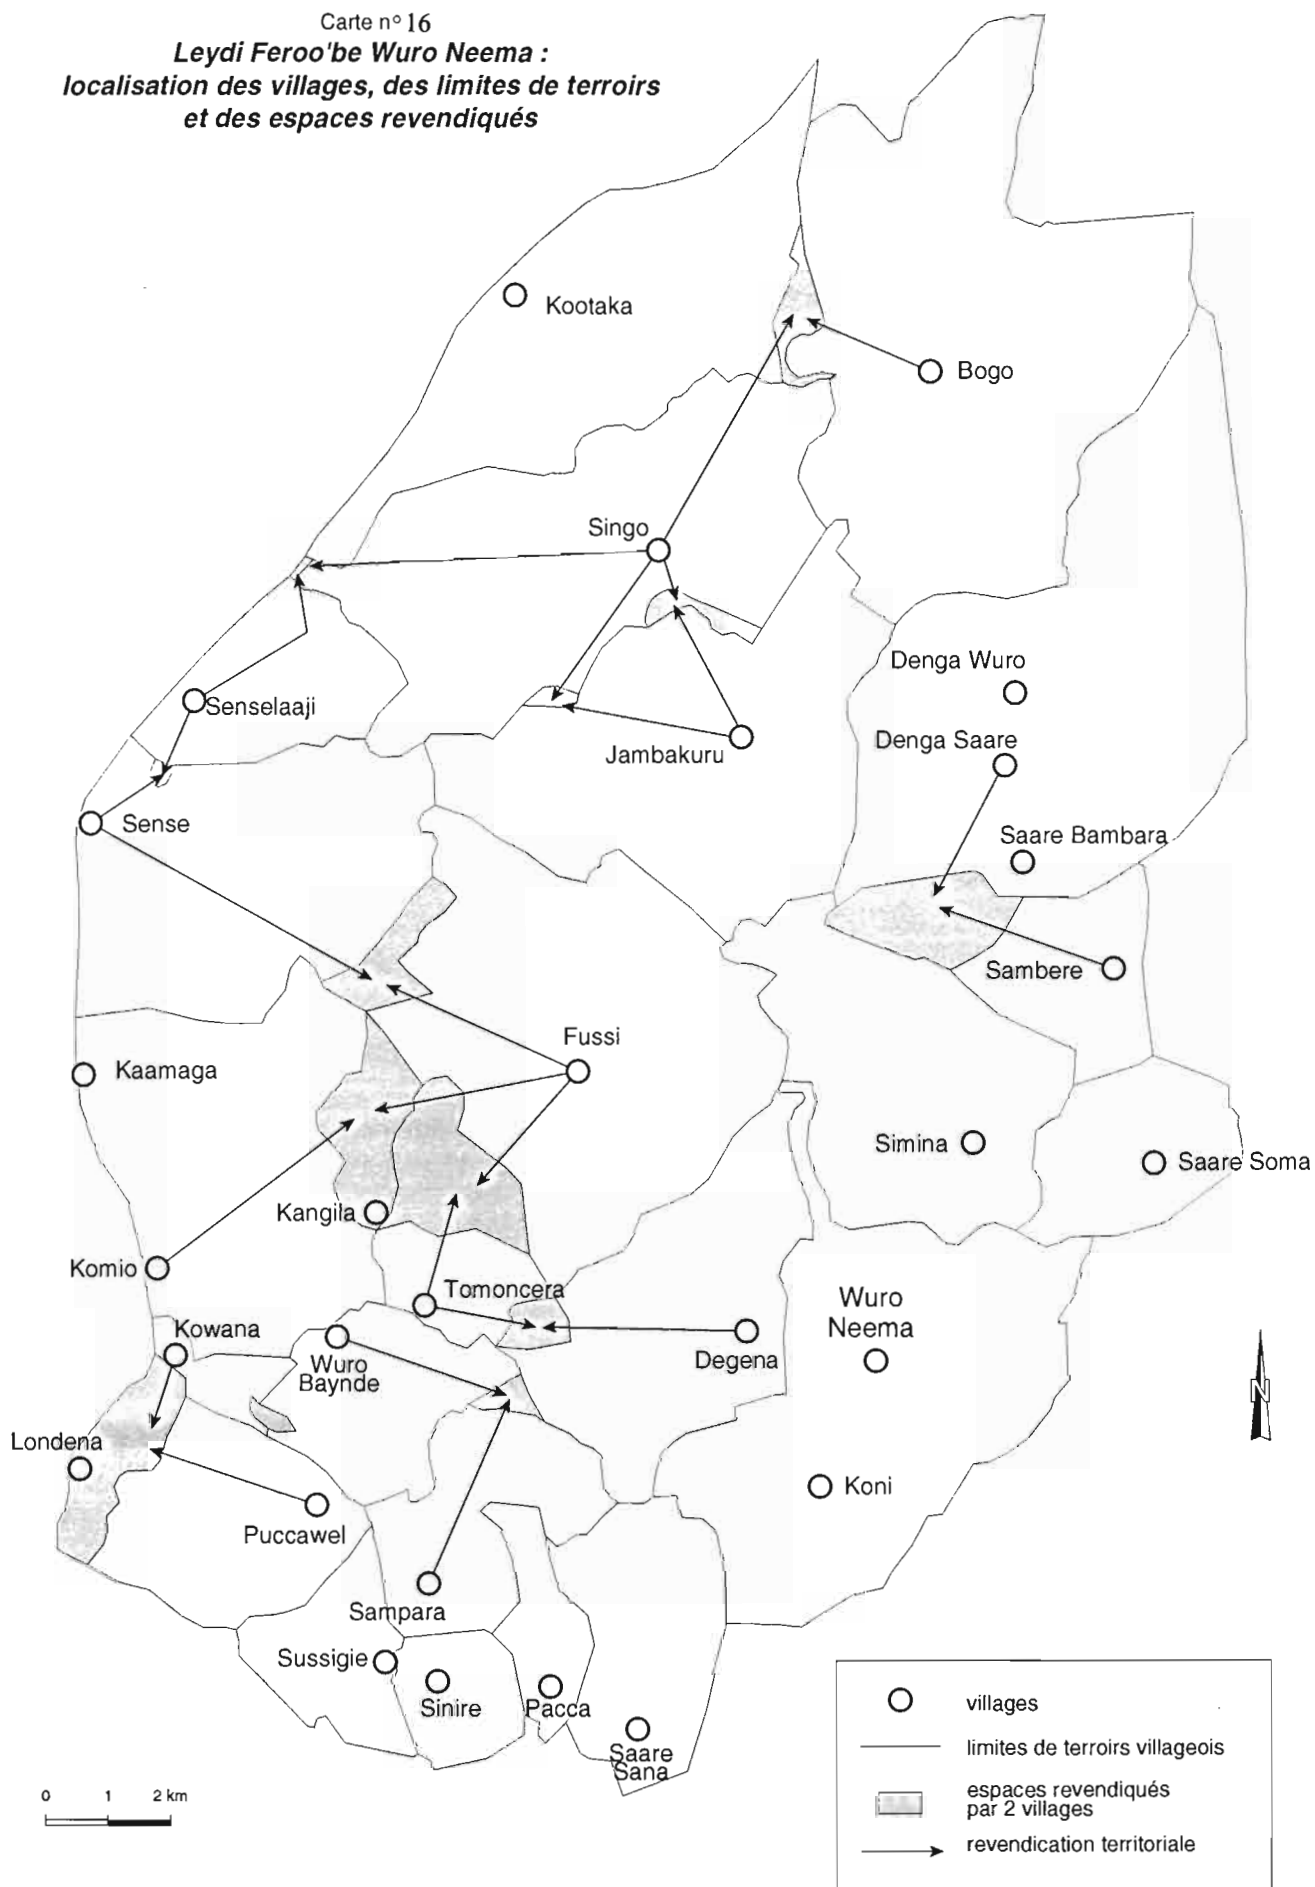 Carte n° 16
Leydi Feroo'be Wuro Neema :
localisation des villages, des limites de terroirs
et des espaces revendiqués
Kootaka
Bogo
Singo
Denga Wuro
Senselaaji
Denga Saare
Jambakuru
Sense
Saare Bambara
Sambere
Fussi
Kaamaga
Simina
Saare Soma
Kangila
Komio
Tomoncera
Wuro
Neema
Kowana
Wuro
Baynde
Degena
N
Londena
Koni
Puccawel
Sampara
Sussigie
Sinire
Pacca
Saare
Sana
villages
limites de terroirs villageois
espaces revendiqués
par 2 villages
revendication territoriale
0 1 2 km